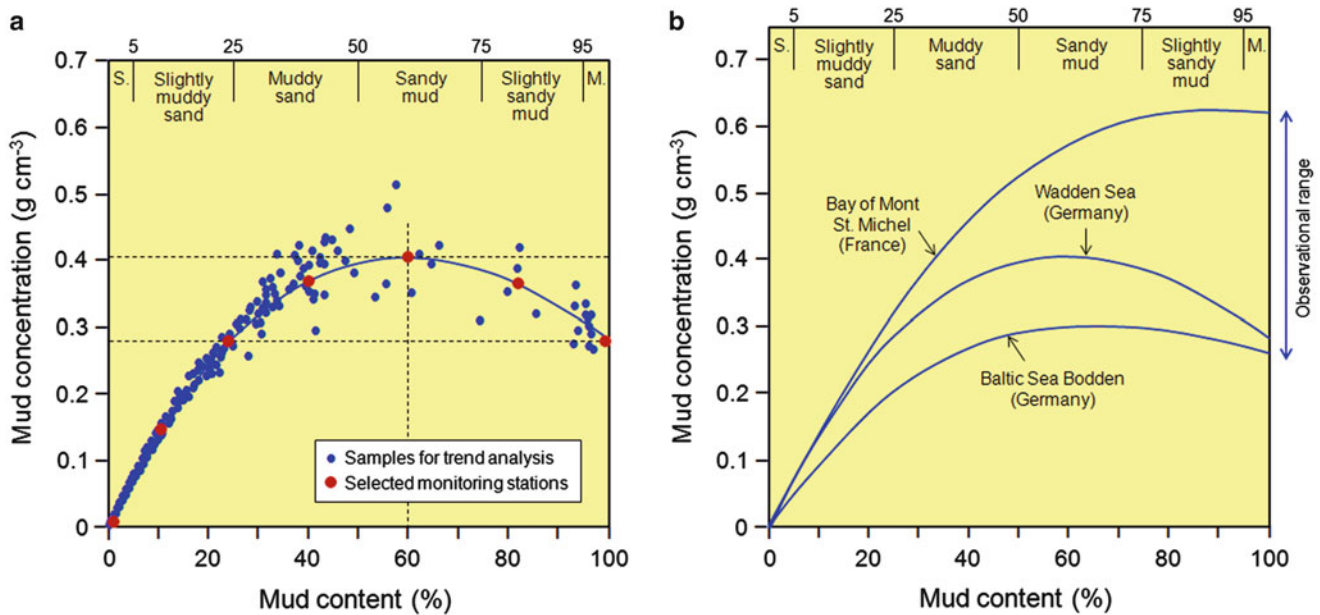 a
5 25 50 75 95
S.
Slightly
muddy
sand
Muddy
sand
Sandy
mud
Slightly
sandy
mud
M.
0.7
0.6
0.5
0.4
0.3
0.2
0.1
0
Mud concentration (g cm-3)
Samples for trend analysis
Selected monitoring stations
0 20 40 60 80 100
Mud content (%)
b
5 25 50 75 95
S.
Slightly
muddy
sand
Muddy
sand
Sandy
mud
Slightly
sandy
mud
M.
0.7
0.6
0.5
0.4
0.3
0.2
0.1
0
Mud concentration (g cm-3)
Bay of Mont
St. Michel
(France)
Wadden Sea
(Germany)
Baltic Sea Bodden
(Germany)
Observational range
0 20 40 60 80 100
Mud content (%)